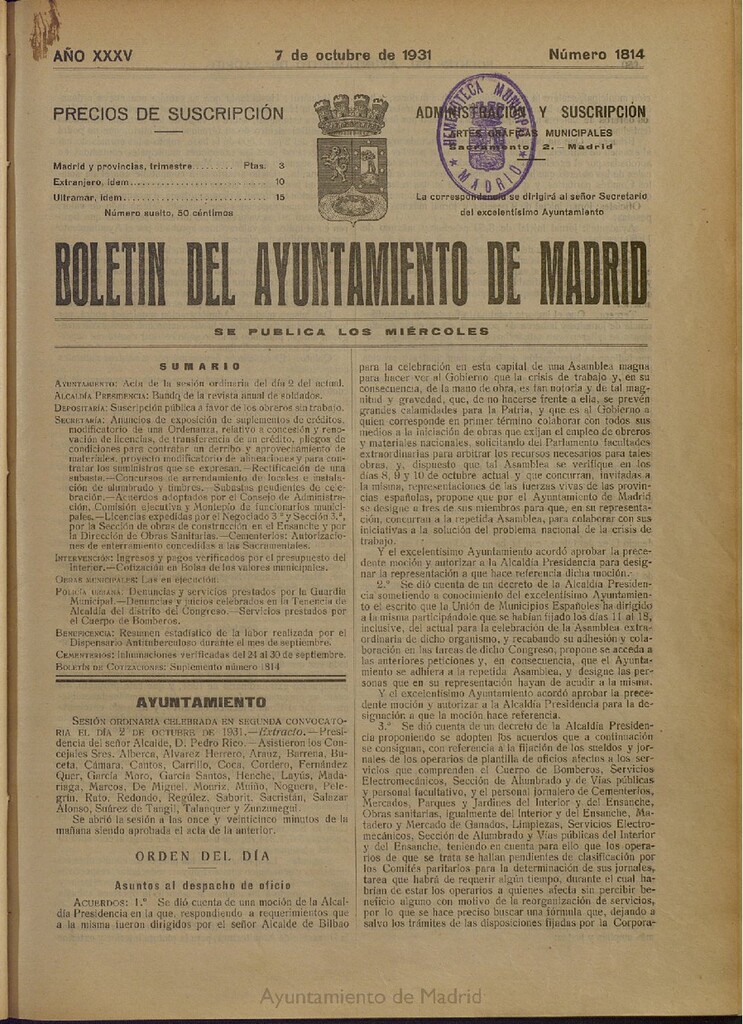 AÑO XXXV
7 de octubre de 1931
Número 1814
PRECIOS DE SUSCRIPCIÓN
Madrid y provincias, trimestre........ Ptas. 3
Extranjero, ídem........................ 10
Ultramar, ídem........................... 15
Número suelto, 50 céntimos
ADMINISTRACIÓN Y SUSCRIPCIÓN
ARTES GRÁFICAS MUNICIPALES
Sacramento, 2.—Madrid
La correspondencia se dirigirá al señor Secretario
del excelentísimo Ayuntamiento
HEMEROTECA MUNICIPAL
★ MADRID ★
BOLETIN DEL AYUNTAMIENTO DE MADRID
SE PUBLICA LOS MIÉRCOLES
SUMARIO
AYUNTAMIENTO: Acta de la sesión ordinaria del día 2 del actual.
ALCALDÍA PRESIDENCIA: Bando de la revista anual de soldados.
DEPOSITARÍA: Suscripción pública a favor de los obreros sin trabajo.
SECRETARÍA: Anuncios de exposición de suplementos de créditos,
modificatorio de una Ordenanza, relativo a concesión y reno-
vación de licencias, de transferencia de un crédito, pliegos de
condiciones para contratar un derribo y aprovechamiento de
materiales, proyecto modificatorio de alineaciones y para con-
tratar los suministros que se expresan.—Rectificación de una
subasta.—Concursos de arrendamiento de locales e instala-
ción de alumbrado y timbres.—Subastas pendientes de cele-
bración.—Acuerdos adoptados por el Consejo de Administra-
ción, Comisión ejecutiva y Montepío de funcionarios munici-
pales.—Licencias expedidas por el Negociado 3.º y Sección 3.ª,
por la Sección de obras de construcción en el Ensanche y por
la Dirección de Obras Sanitarias.—Cementerios: Autorizacio-
nes de enterramiento concedidas a las Sacramentales.
INTERVENCIÓN: Ingresos y pagos verificados por el presupuesto del
Interior.—Cotización en Bolsa de los valores municipales.
OBRAS MUNICIPALES: Las en ejecución.
POLICÍA URBANA: Denuncias y servicios prestados por la Guardia
Municipal.—Denuncias y juicios celebrados en la Tenencia de
Alcaldía del distrito del Congreso.—Servicios prestados por
el Cuerpo de Bomberos.
BENEFICENCIA: Resumen estadístico de la labor realizada por el
Dispensario Antituberculoso durante el mes de septiembre.
CEMENTERIOS: Inhumaciones verificadas del 24 al 30 de septiembre.
BOLETÍN DE COTIZACIONES: Suplemento número 1814
AYUNTAMIENTO
SESIÓN ORDINARIA CELEBRADA EN SEGUNDA CONVOCATO-
RIA EL DÍA 2 DE OCTUBRE DE 1931.—Extracto.—Presi-
dencia del señor Alcalde, D. Pedro Rico.—Asistieron los Con-
cejales Sres. Alberca, Alvarez Herrero, Arauz, Barrena, Bu-
ceta, Cámara, Cantos, Carrillo, Coca, Cordero, Fernández
Quer, García Moro, García Santos, Henche, Layús, Mada-
riaga, Marcos, De Miguel, Mouriz, Muiño, Noguera, Pele-
grín, Rato, Redondo, Regúlez, Saborit, Sacristán, Salazar
Alonso, Suárez de Tangil, Talanquer y Zunzunegui.
Se abrió la sesión a las once y veinticinco minutos de la
mañana siendo aprobada el acta de la anterior.
ORDEN DEL DÍA
Asuntos al despacho de oficio
ACUERDOS: 1.º Se dió cuenta de una moción de la Alcal-
día Presidencia en la que, respondiendo a requerimientos que
a la misma fueron dirigidos por el señor Alcalde de Bilbao
para la celebración en esta capital de una Asamblea magna
para hacer ver al Gobierno que la crisis de trabajo y, en su
consecuencia, de la mano de obra, es tan notoria y de tal mag-
nitud y gravedad, que, de no hacerse frente a ella, se prevén
grandes calamidades para la Patria, y que es al Gobierno a
quien corresponde en primer término colaborar con todos sus
medios a la iniciación de obras que exijan el empleo de obreros
y materiales nacionales, solicitando del Parlamento facultades
extraordinarias para arbitrar los recursos necesarios para tales
obras, y, dispuesto que tal Asamblea se verifique en los
días 8, 9 y 10 de octubre actual y que concurran, invitadas a
la misma, representaciones de las fuerzas vivas de las provincias
españolas, propone que por el Ayuntamiento de Madrid
se designe a tres de sus miembros para que, en su representa-
ción, concurran a la repetida Asamblea, para colaborar con sus
iniciativas a la solución del problema nacional de la crisis de
trabajo.
Y el excelentísimo Ayuntamiento acordó aprobar la prece-
dente moción y autorizar a la Alcaldía Presidencia para desig-
nar la representación a que hace referencia dicha moción.
2.º Se dió cuenta de un decreto de la Alcaldía Presiden-
cia sometiendo a conocimiento del excelentísimo Ayuntamien-
to el escrito que la Unión de Municipios Españoles ha dirigido
a la misma participándole que se habían fijado los días 11 al 18,
inclusive, del actual para la celebración de la Asamblea extra-
ordinaria de dicho organismo, y recabando su adhesión y cola-
boración en las tareas de dicho Congreso, propone se acceda a
las anteriores peticiones y, en consecuencia, que el Ayunta-
miento se adhiera a la repetida Asamblea, y designe las per-
sonas que en su representación hayan de acudir a la misma.
Y el excelentísimo Ayuntamiento acordó aprobar la prece-
dente moción y autorizar a la Alcaldía Presidencia para la de-
signación a que la moción hace referencia.
3.º Se dió cuenta de un decreto de la Alcaldía Presiden-
cia proponiendo se adopten los acuerdos que a continuación
se consignan, con referencia a la fijación de los sueldos y jor-
nales de los operarios de plantilla de oficios afectos a los ser-
vicios que comprenden el Cuerpo de Bomberos, Servicios
Electromecánicos, Sección de Alumbrado y de Vías públicas
y personal facultativo, y el personal jornalero de Cementerios,
Mercados, Parques y Jardines del Interior y del Ensanche,
Obras sanitarias, igualmente del Interior y del Ensanche, Ma-
tadero y Mercado de Ganados, Limpiezas, Servicios Electro-
mecánicos, Sección de Alumbrado y Vías públicas del Interior
y del Ensanche, teniendo en cuenta para ello que los opera-
rios de que se trata se hallan pendientes de clasificación por
los Comités paritarios para la determinación de sus jornales,
tarea que habrá de requerir algún tiempo, durante el cual ha-
brían de estar los operarios a quienes afecta sin percibir be-
neficio alguno con motivo de la reorganización de servicios,
por lo que se hace preciso buscar una fórmula que, dejando a
salvo los trámites de las disposiciones fijadas por la Corpora-
Ayuntamiento de Madrid